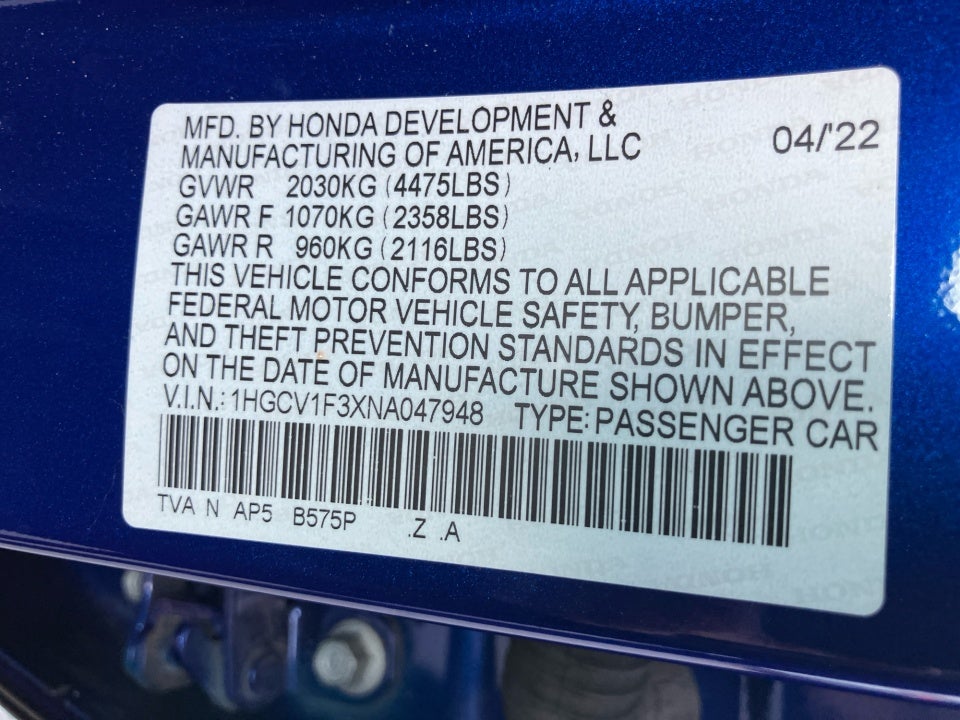 MFD. BY HONDA DEVELOPMENT &
MANUFACTURING OF AMERICA, LLC 04/'22
GVWR 2030KG (4475LBS)
GAWR F 1070KG (2358LBS)
GAWR R 960KG (2116LBS)
THIS VEHICLE CONFORMS TO ALL APPLICABLE
FEDERAL MOTOR VEHICLE SAFETY, BUMPER,
AND THEFT PREVENTION STANDARDS IN EFFECT
ON THE DATE OF MANUFACTURE SHOWN ABOVE.
V.I.N.: 1HGCV1F3XNA047948 TYPE: PASSENGER CAR
TVA N AP5 B575P .Z .A